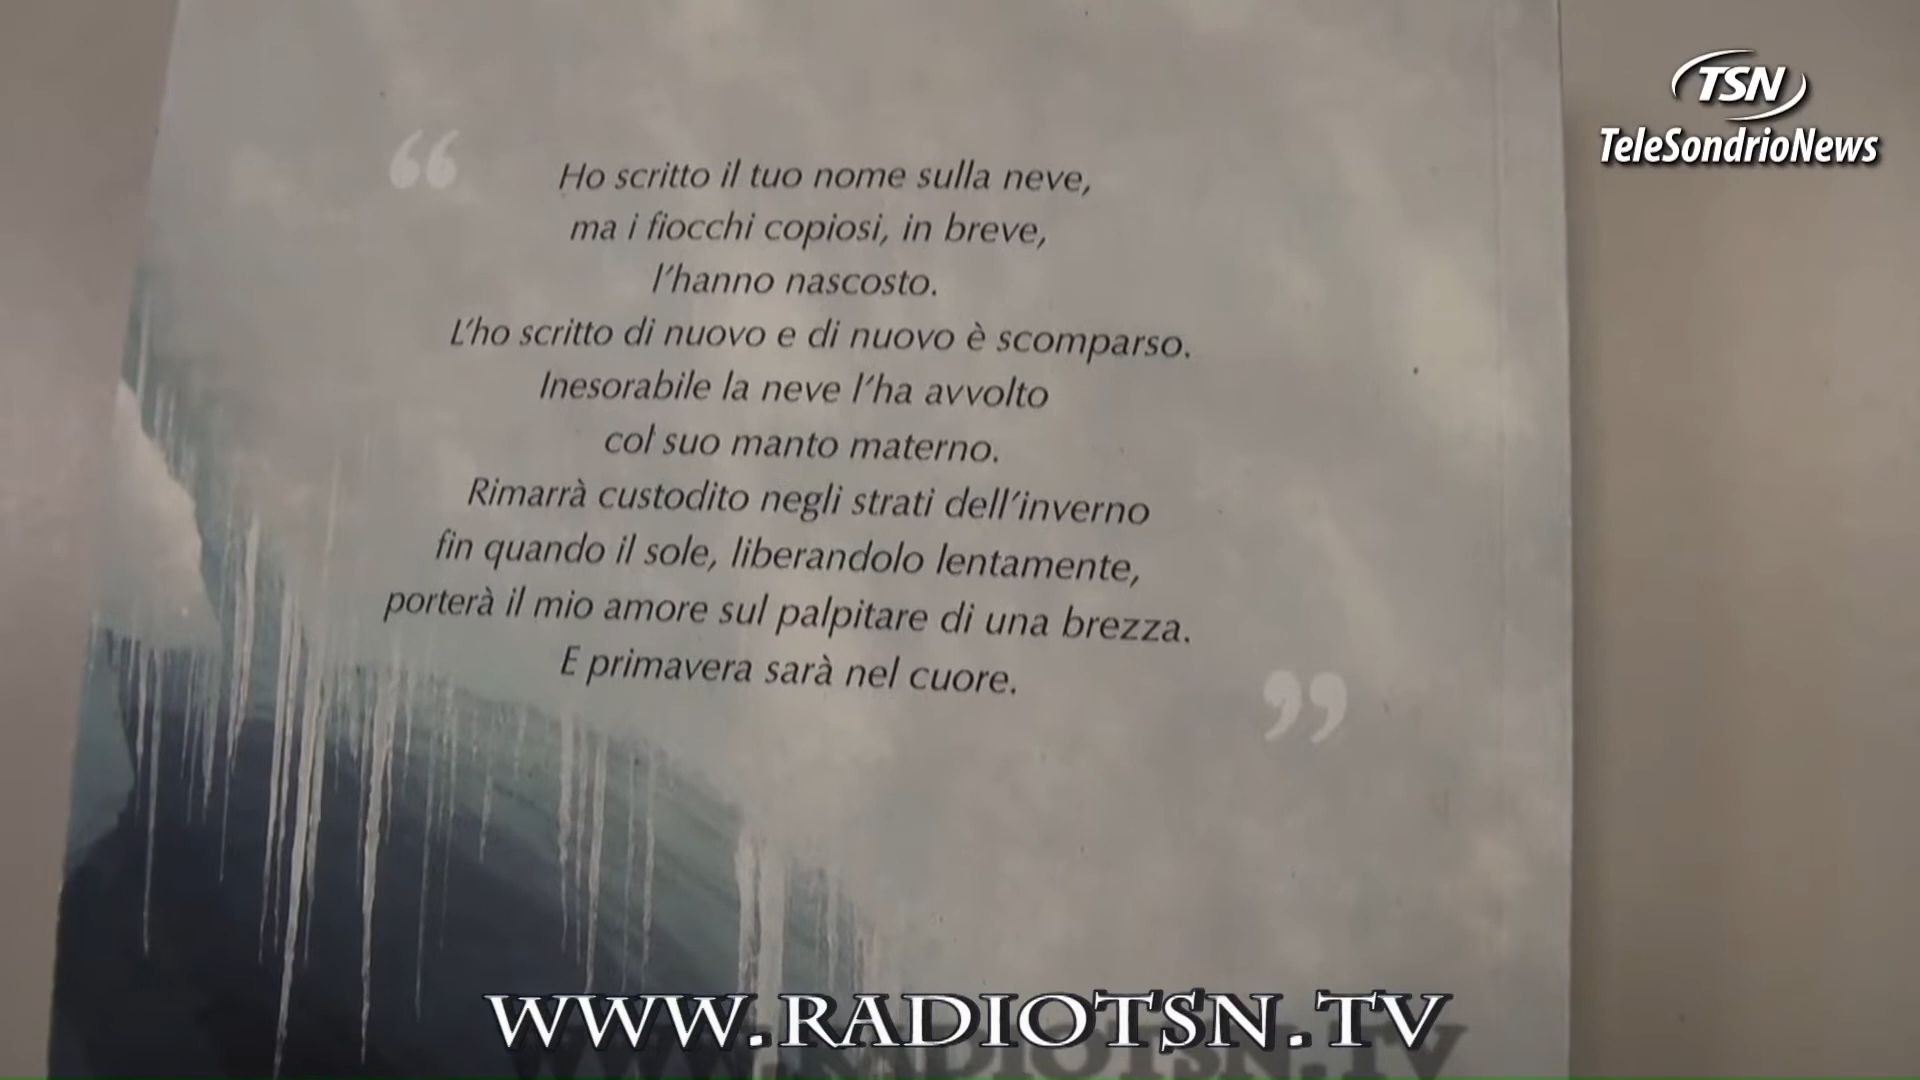 TSN
TeleSondrioNews
“
Ho scritto il tuo nome sulla neve,
ma i fiocchi copiosi, in breve,
l’hanno nascosto.
L’ho scritto di nuovo e di nuovo è scomparso.
Inesorabile la neve l’ha avvolto
col suo manto materno.
Rimarrà custodito negli strati dell’inverno
fin quando il sole, liberandolo lentamente,
porterà il mio amore sul palpitare di una brezza.
E primavera sarà nel cuore.
”
WWW.RADIOTSN.TV